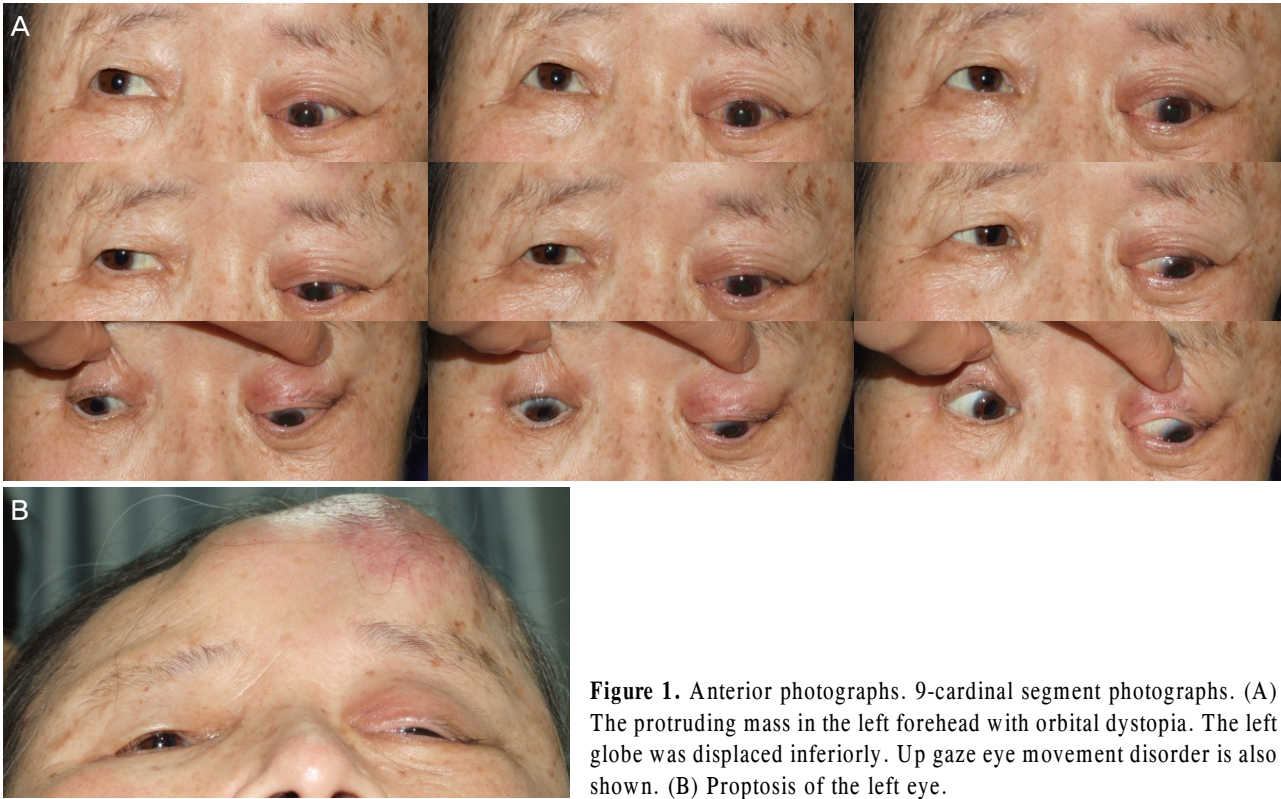 A
B
Figure 1. Anterior photographs. 9-cardinal segment photographs. (A)
The protruding mass in the left forehead with orbital dystopia. The left
globe was displaced inferiorly. Up gaze eye movement disorder is also
shown. (B) Proptosis of the left eye.